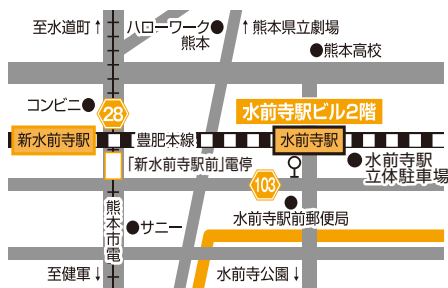 至水道町↑
ハローワーク
熊本
↑熊本県立劇場
熊本高校
コンビニ
28
水前寺駅ビル2階
新水前寺駅
豊肥本線
水前寺駅
「新水前寺駅前」電停
水前寺駅
立体駐車場
103
熊本市電
水前寺駅前郵便局
サニー
至健軍↓
水前寺公園↓